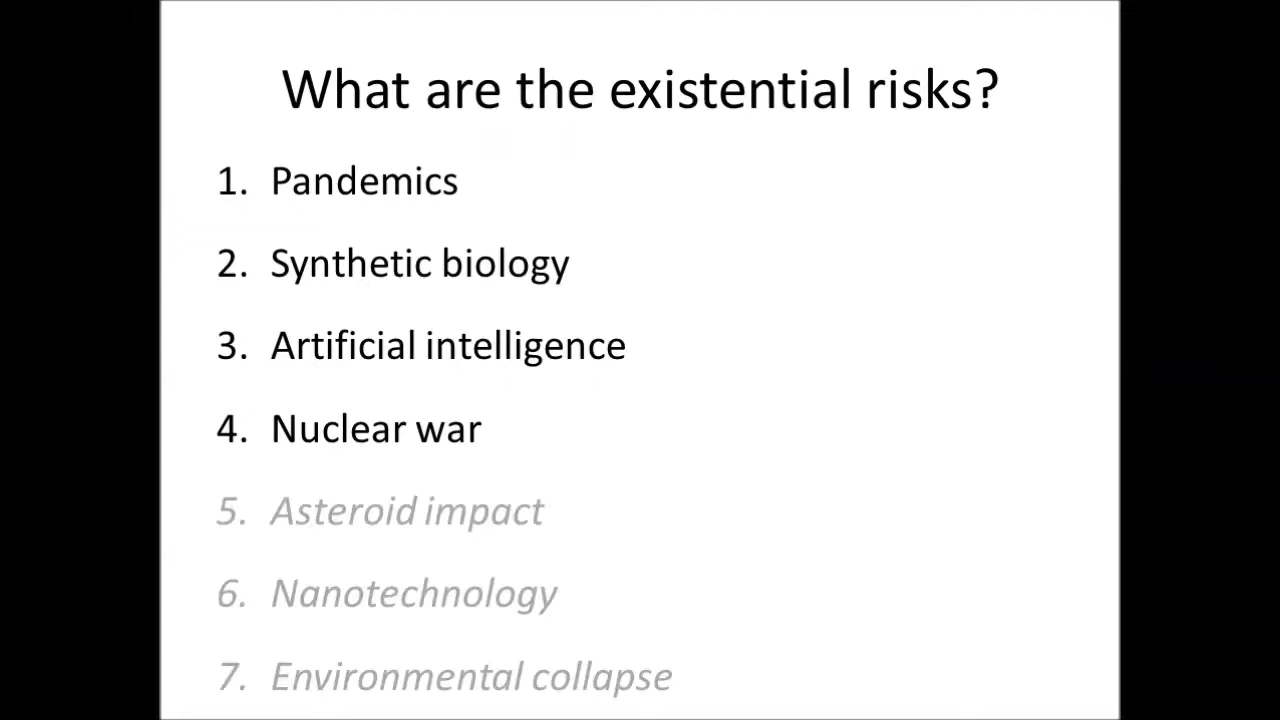 What are the existential risks?
1. Pandemics
2. Synthetic biology
3. Artificial intelligence
4. Nuclear war
5. Asteroid impact
6. Nanotechnology
7. Environmental collapse